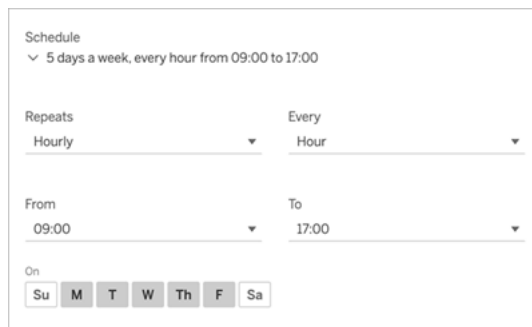 Schedule
5 days a week, every hour from 09:00 to 17:00
Repeats Every
Hourly Hour
From To
09:00 17:00
On
Su M T W Th F Sa